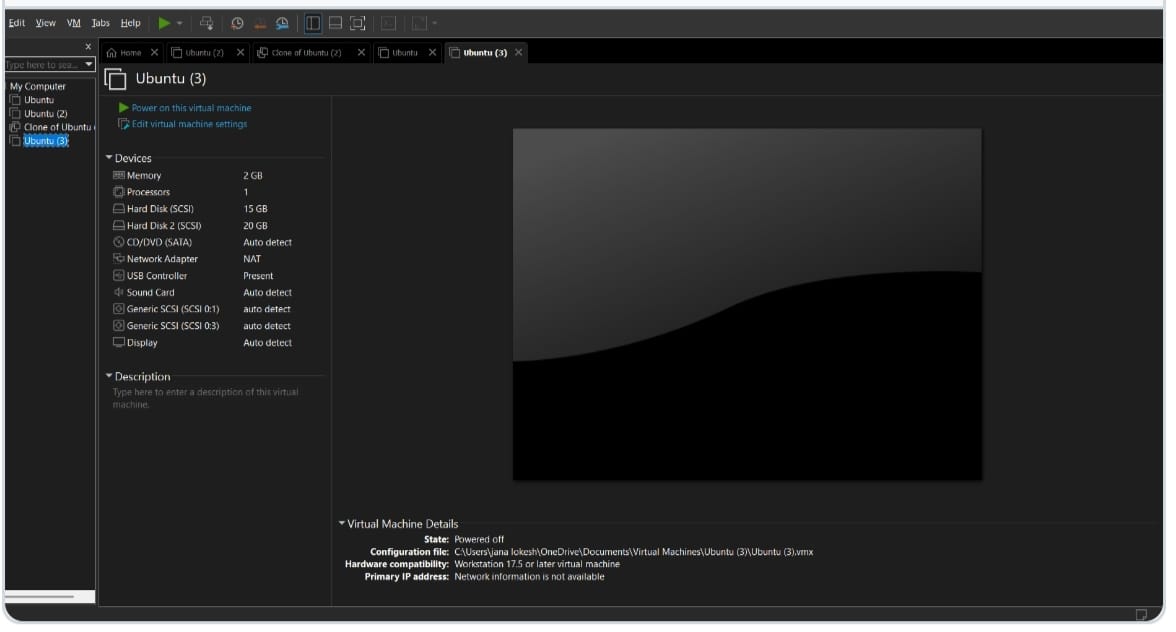 Edit View VM Tabs Help
Type here to sea...
My Computer
Ubuntu
Ubuntu (2)
Clone of Ubuntu
Ubuntu (3)
Home Ubuntu (2) Clone of Ubuntu (2) Ubuntu Ubuntu (3)
Ubuntu (3)
Power on this virtual machine
Edit virtual machine settings
Devices
Memory 2 GB
Processors 1
Hard Disk (SCSI) 15 GB
Hard Disk 2 (SCSI) 20 GB
CD/DVD (SATA) Auto detect
Network Adapter NAT
USB Controller Present
Sound Card Auto detect
Generic SCSI (SCSI 0:1) auto detect
Generic SCSI (SCSI 0:3) auto detect
Display Auto detect
Description
Type here to enter a description of this virtual
machine.
Virtual Machine Details
State: Powered off
Configuration file: C:\Users\jana lokesh\OneDrive\Documents\Virtual Machines\Ubuntu (3)\Ubuntu (3).vmx
Hardware compatibility: Workstation 17.5 or later virtual machine
Primary IP address: Network information is not available